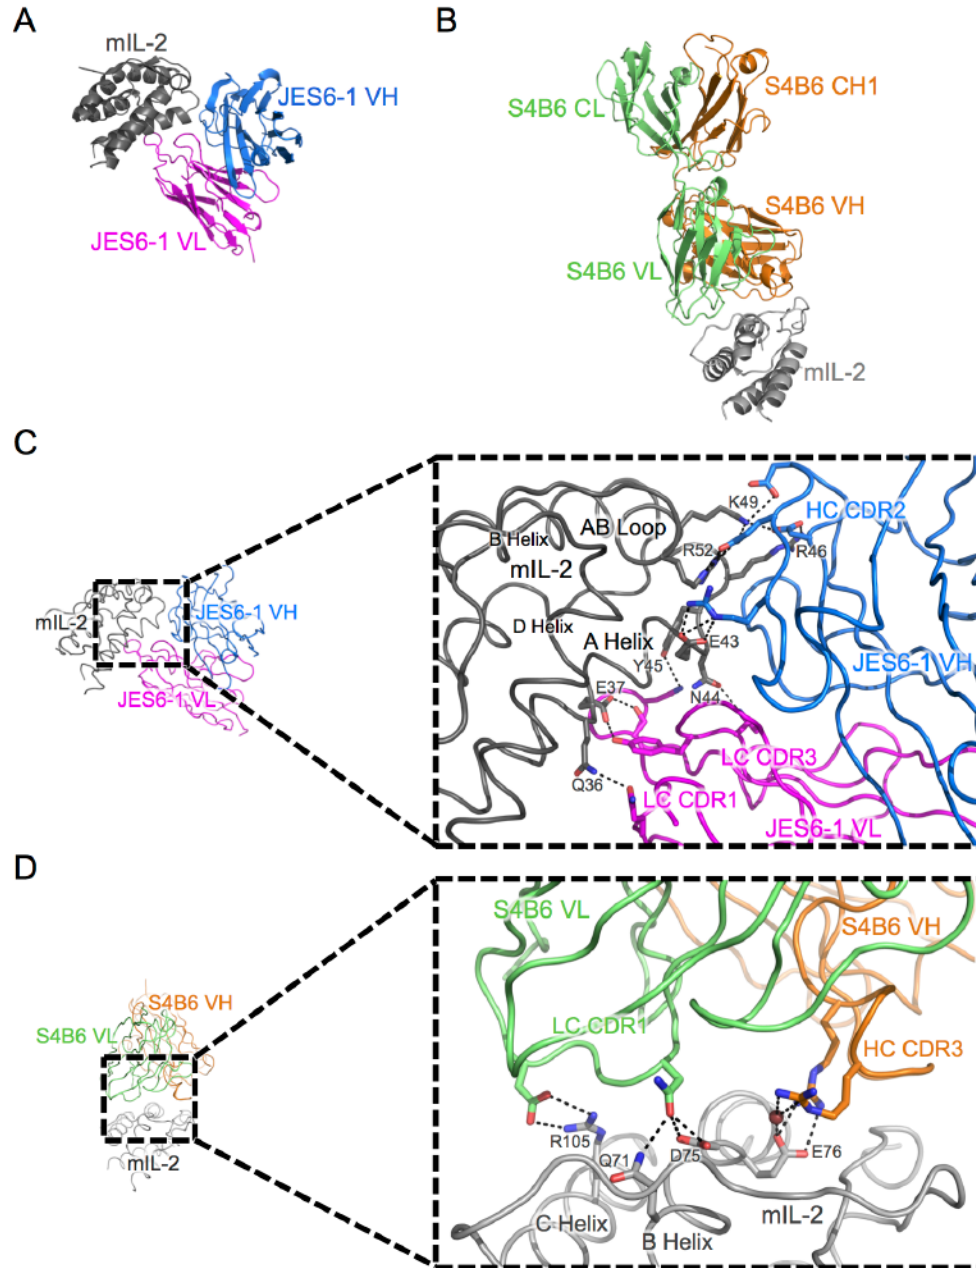 A
mIL-2
JES6-1 VH
JES6-1 VL
B
S4B6 CL
S4B6 CH1
S4B6 VH
S4B6 VL
mIL-2
C
mIL-2
JES6-1 VH
JES6-1 VL
K49
HC CDR2
AB Loop
B Helix
R52
R46
mIL-2
D Helix
A Helix
E43
Y45
JES6-1 VH
E37
N44
LC CDR3
Q36
LC CDR1
JES6-1 VL
D
S4B6 VH
S4B6 VL
mIL-2
S4B6 VL
S4B6 VH
LC CDR1
HC CDR3
R105
Q71
D75
E76
mIL-2
C Helix
B Helix